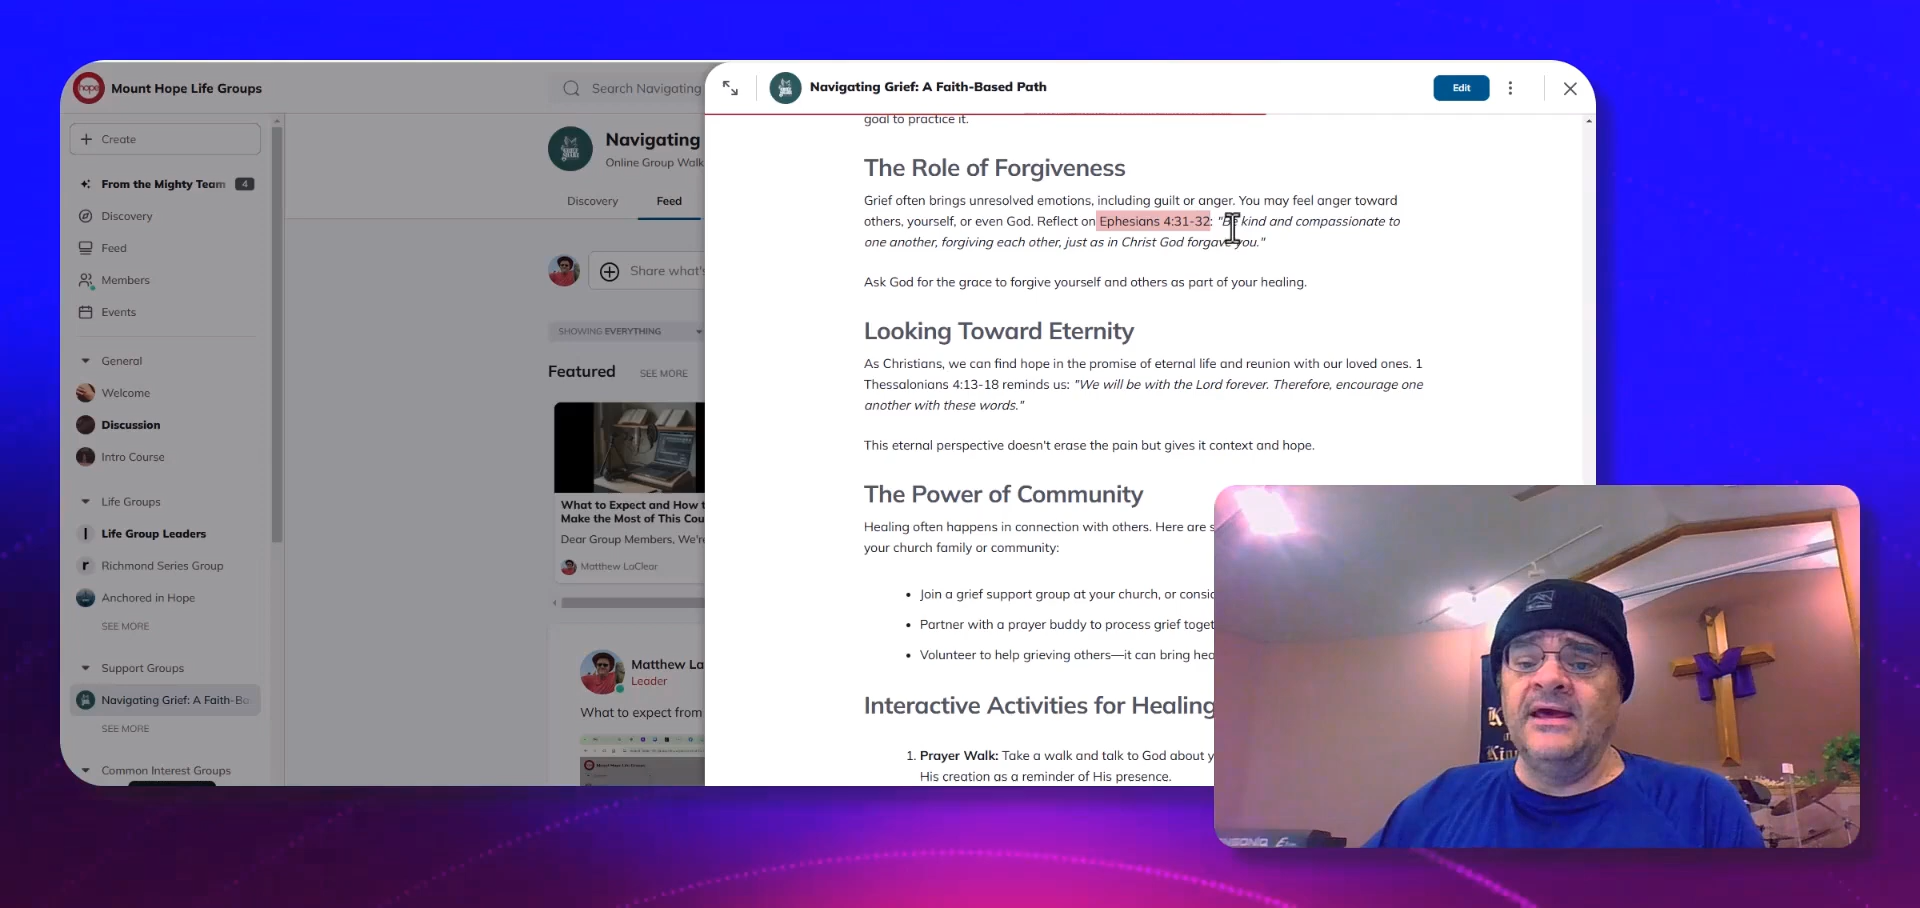 hope
Mount Hope Life Groups
Create
From the Mighty Team 4
Discovery
Feed
Members
Events
General
Welcome
Discussion
Intro Course
Life Groups
Life Group Leaders
r Richmond Series Group
Anchored in Hope
SEE MORE
Support Groups
Navigating Grief: A Faith-Ba
SEE MORE
Common Interest Groups
Search Navigating
Navigating
Online Group Walk
Discovery Feed
Share what's
SHOWING EVERYTHING
Featured SEE MORE
What to Expect and How t
Make the Most of This Cou
Dear Group Members, We're
Matthew LaClear
Matthew La
Leader
What to expect from
Navigating Grief: A Faith-Based Path
Edit
goal to practice it.
The Role of Forgiveness
Grief often brings unresolved emotions, including guilt or anger. You may feel anger toward
others, yourself, or even God. Reflect on Ephesians 4:31-32: "Be kind and compassionate to
one another, forgiving each other, just as in Christ God forgave you."
Ask God for the grace to forgive yourself and others as part of your healing.
Looking Toward Eternity
As Christians, we can find hope in the promise of eternal life and reunion with our loved ones. 1
Thessalonians 4:13-18 reminds us: "We will be with the Lord forever. Therefore, encourage one
another with these words."
This eternal perspective doesn't erase the pain but gives it context and hope.
The Power of Community
Healing often happens in connection with others. Here are s
your church family or community:
• Join a grief support group at your church, or consid
• Partner with a prayer buddy to process grief toget
• Volunteer to help grieving others—it can bring hea
Interactive Activities for Healing
1. Prayer Walk: Take a walk and talk to God about y
His creation as a reminder of His presence.